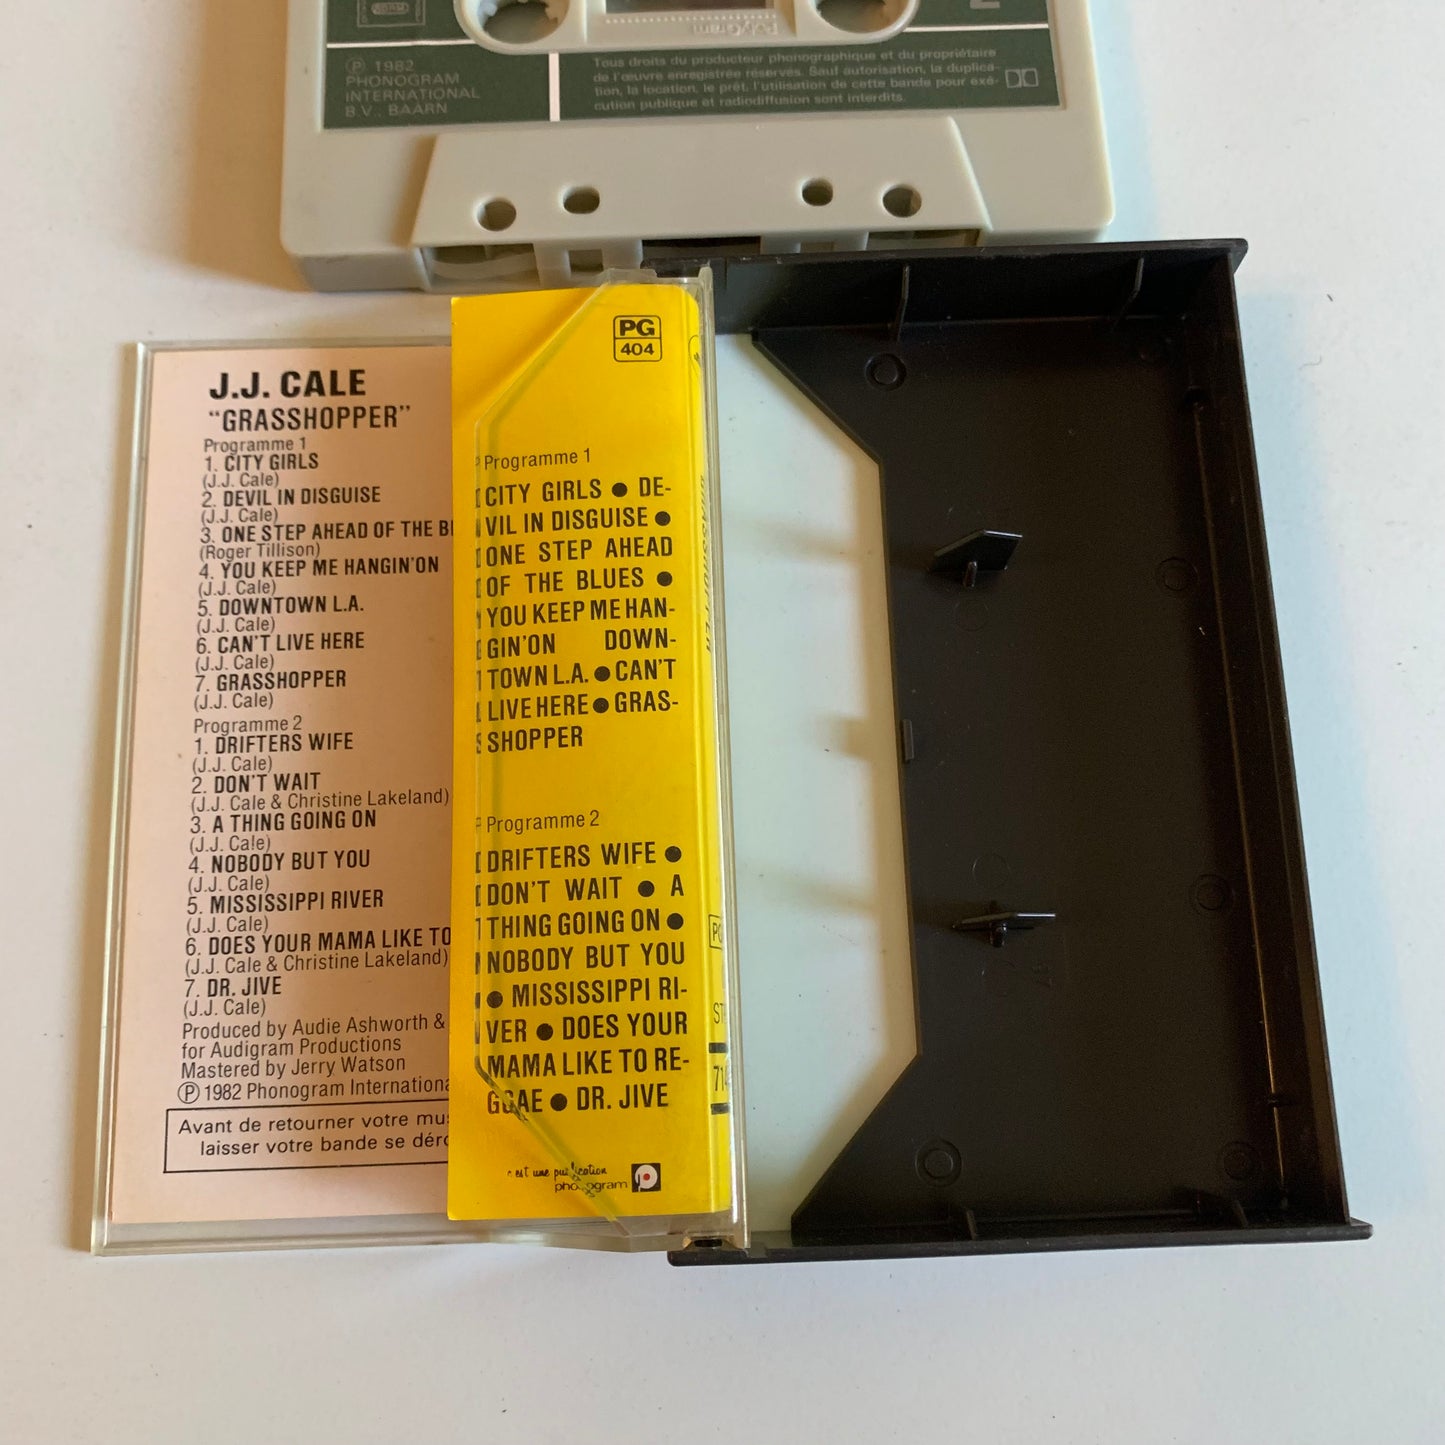 PolyGram
℗ 1982
PHONOGRAM
INTERNATIONAL
B.V., BAARN
Tous droits du producteur phonographique et du propriétaire
de l'œuvre enregistrée réservés. Sauf autorisation, la duplica-
tion, la location, le prêt, l'utilisation de cette bande pour exé-
cution publique et radiodiffusion sont interdits.
J.J. CALE
"GRASSHOPPER"
Programme 1
1. CITY GIRLS
(J.J. Cale)
2. DEVIL IN DISGUISE
(J.J. Cale)
3. ONE STEP AHEAD OF THE
(Roger Tillison)
4. YOU KEEP ME HANGIN'ON
(J.J. Cale)
5. DOWNTOWN L.A.
(J.J. Cale)
6. CAN'T LIVE HERE
(J.J. Cale)
7. GRASSHOPPER
(J.J. Cale)
Programme 2
1. DRIFTERS WIFE
(J.J. Cale)
2. DON'T WAIT
(J.J. Cale & Christine Lakeland)
3. A THING GOING ON
(J.J. Cale)
4. NOBODY BUT YOU
(J.J. Cale)
5. MISSISSIPPI RIVER
(J.J. Cale)
6. DOES YOUR MAMA LIKE TO
(J.J. Cale & Christine Lakeland)
7. DR. JIVE
(J.J. Cale)
Produced by Audie Ashworth &
for Audigram Productions
Mastered by Jerry Watson
℗ 1982 Phonogram International
Avant de retourner votre
laisser votre bande se
PG
404
Programme 1
CITY GIRLS ● DE-
VIL IN DISGUISE ●
ONE STEP AHEAD
OF THE BLUES ●
YOU KEEP ME HAN-
GIN'ON DOWN-
TOWN L.A. ● CAN'T
LIVE HERE ● GRAS-
SHOPPER
Programme 2
DRIFTERS WIFE ●
DON'T WAIT ● A
THING GOING ON ●
NOBODY BUT YOU
● MISSISSIPPI RI-
VER ● DOES YOUR
MAMA LIKE TO RE-
GGAE ● DR. JIVE
c'est une publication
phonogram
GRASSHOPPER